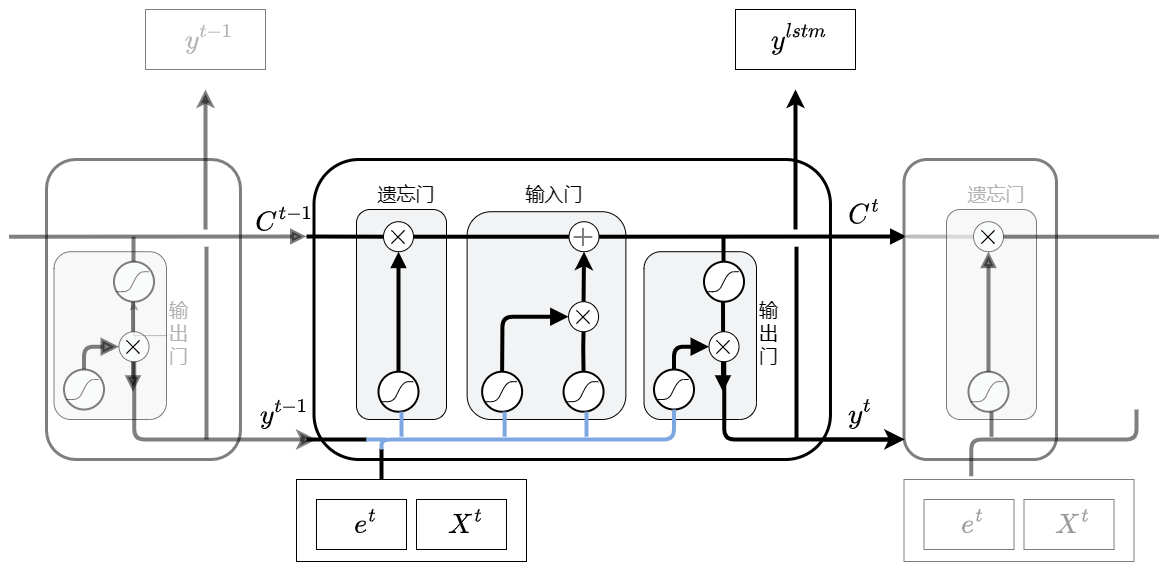 y^{t-1}
y^{lstm}
遗忘门
输入门
遗忘门
C^{t-1}
C^t
输出门
输出门
y^{t-1}
y^t
e^t
X^t
e^t
X^t